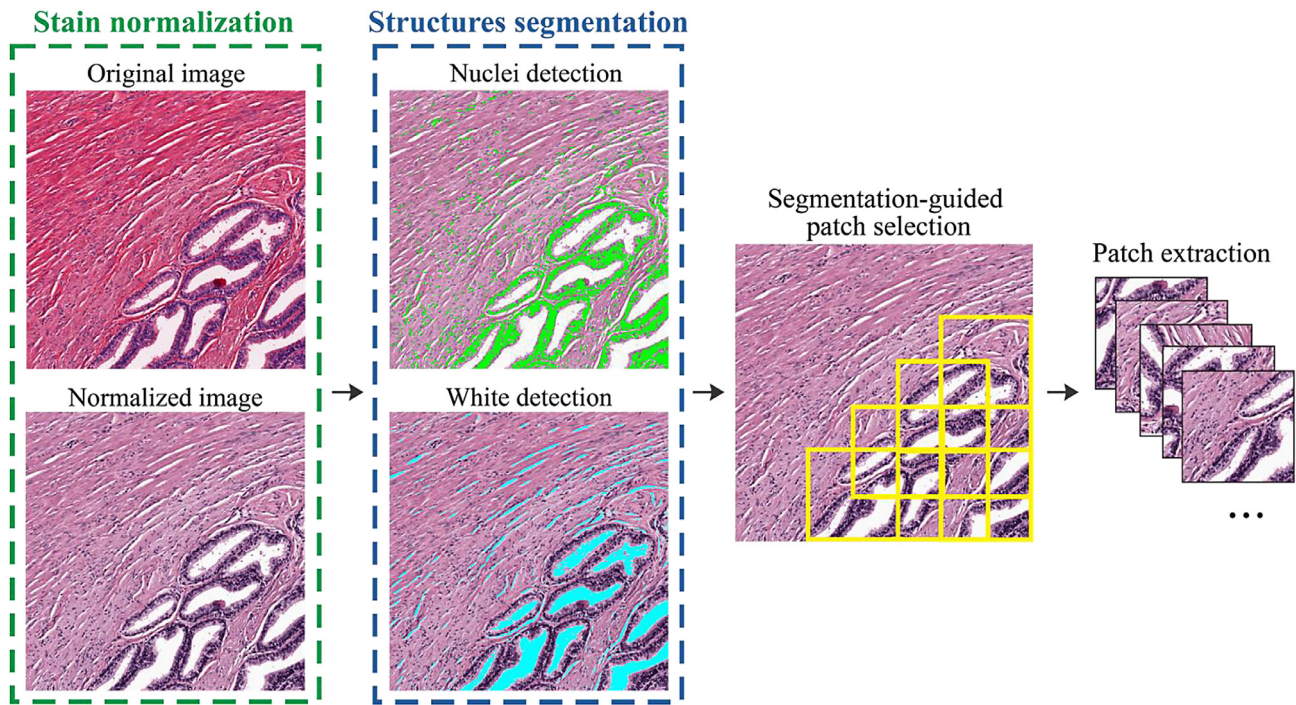 Stain normalization
Original image
Normalized image
Structures segmentation
Nuclei detection
White detection
Segmentation-guided
patch selection
Patch extraction
...